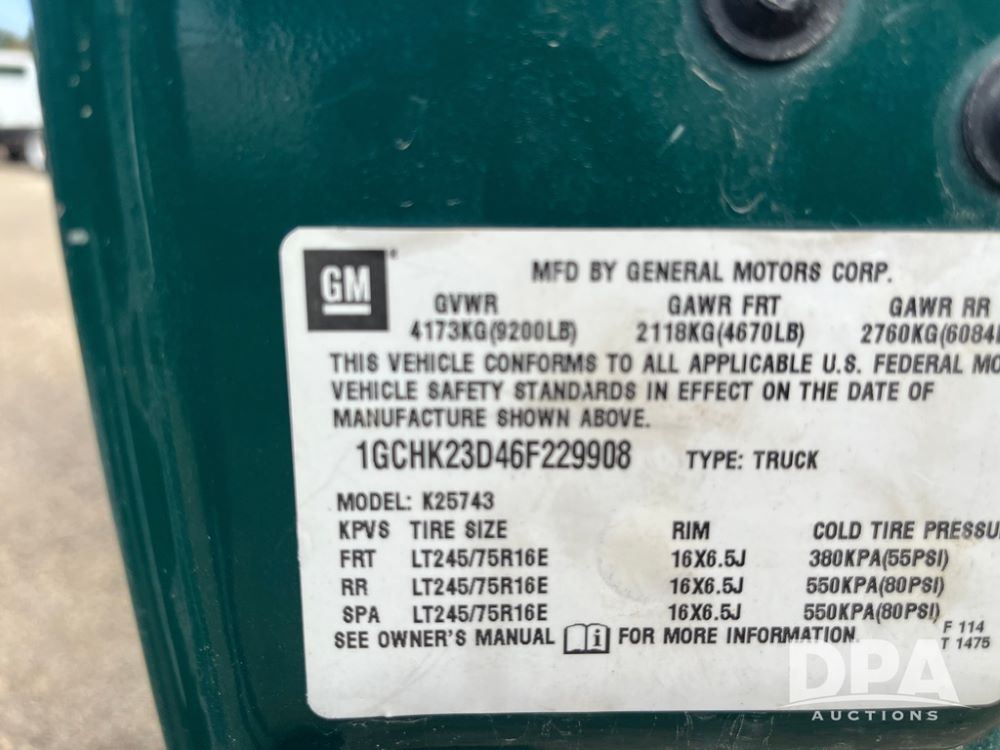 GM ®
MFD BY GENERAL MOTORS CORP.
GVWR GAWR FRT GAWR RR
4173KG(9200LB) 2118KG(4670LB) 2760KG(6084
THIS VEHICLE CONFORMS TO ALL APPLICABLE U.S. FEDERAL MO
VEHICLE SAFETY STANDARDS IN EFFECT ON THE DATE OF
MANUFACTURE SHOWN ABOVE.
1GCHK23D46F229908 TYPE: TRUCK
MODEL: K25743
KPVS TIRE SIZE RIM COLD TIRE PRESSU
FRT LT245/75R16E 16X6.5J 380KPA(55PSI)
RR LT245/75R16E 16X6.5J 550KPA(80PSI)
SPA LT245/75R16E 16X6.5J 550KPA(80PSI)
SEE OWNER'S MANUAL i FOR MORE INFORMATION.
F 114
T 1475
DPA
AUCTIONS